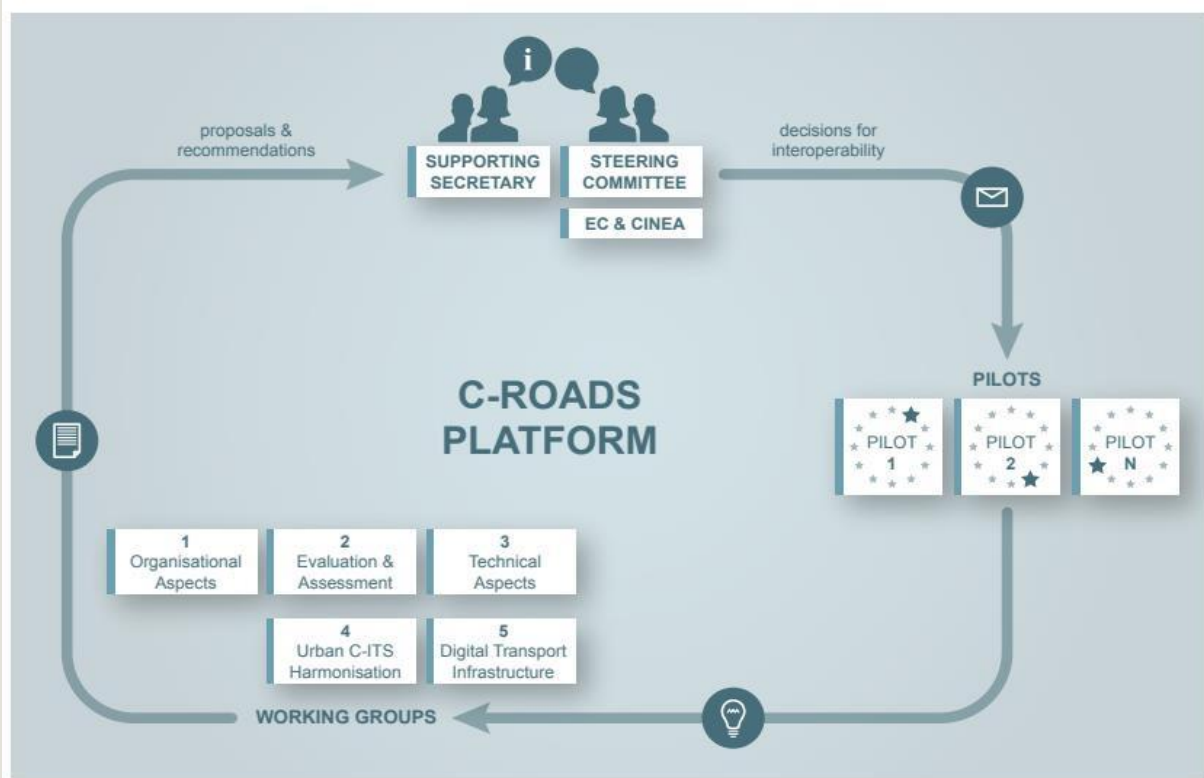 i
proposals &
recommendations
SUPPORTING
SECRETARY
STEERING
COMMITTEE
EC & CINEA
decisions for
interoperability
C-ROADS
PLATFORM
PILOTS
PILOT
1
PILOT
2
PILOT
N
1
Organisational
Aspects
2
Evaluation &
Assessment
3
Technical
Aspects
4
Urban C-ITS
Harmonisation
5
Digital Transport
Infrastructure
WORKING GROUPS